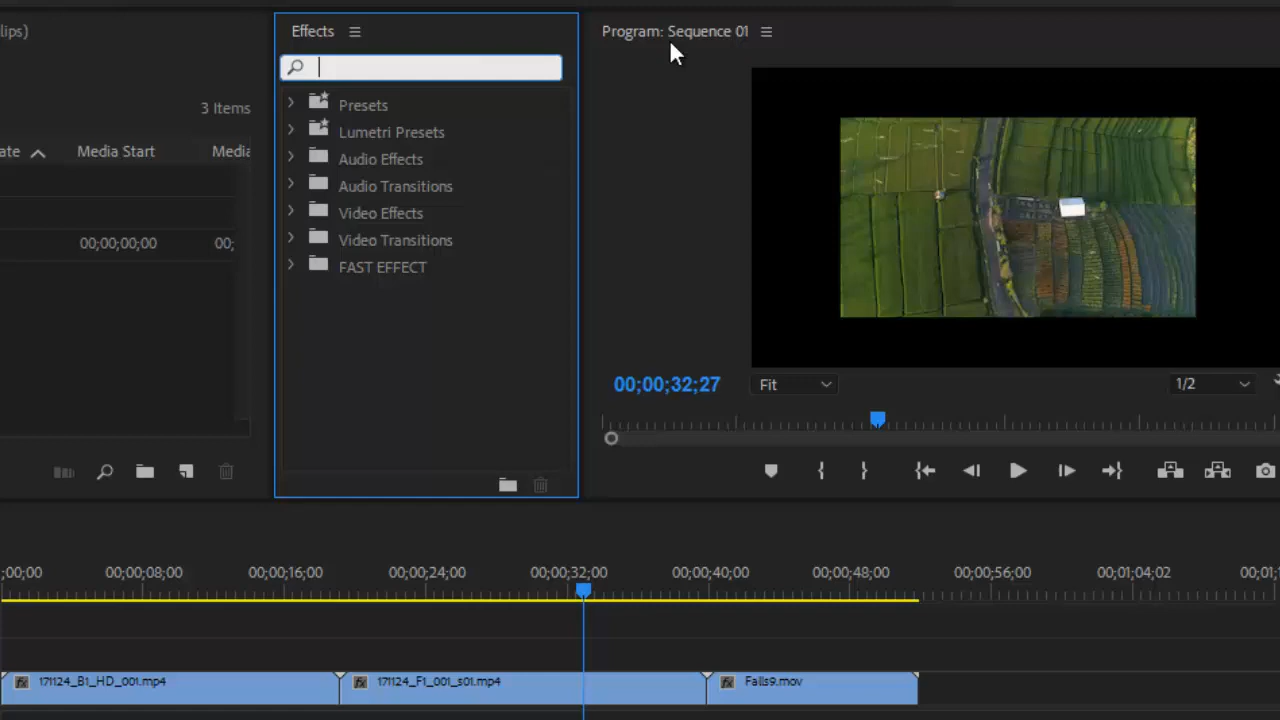 lips)
Effects
Program: Sequence 01
3 Items
Presets
Lumetri Presets
ate
Media Start
Media
Audio Effects
Audio Transitions
Video Effects
Video Transitions
FAST EFFECT
00;00;00;00
00;
00;00;32;27
Fit
1/2
;00;00
00;00;08;00
00;00;16;00
00;00;24;00
00;00;32;00
00;00;40;00
00;00;48;00
00;00;56;00
00;01;04;02
00;01;1
fx 171124_B1_HD_001.mp4
fx 171124_F1_001_s01.mp4
fx Falls9.mov